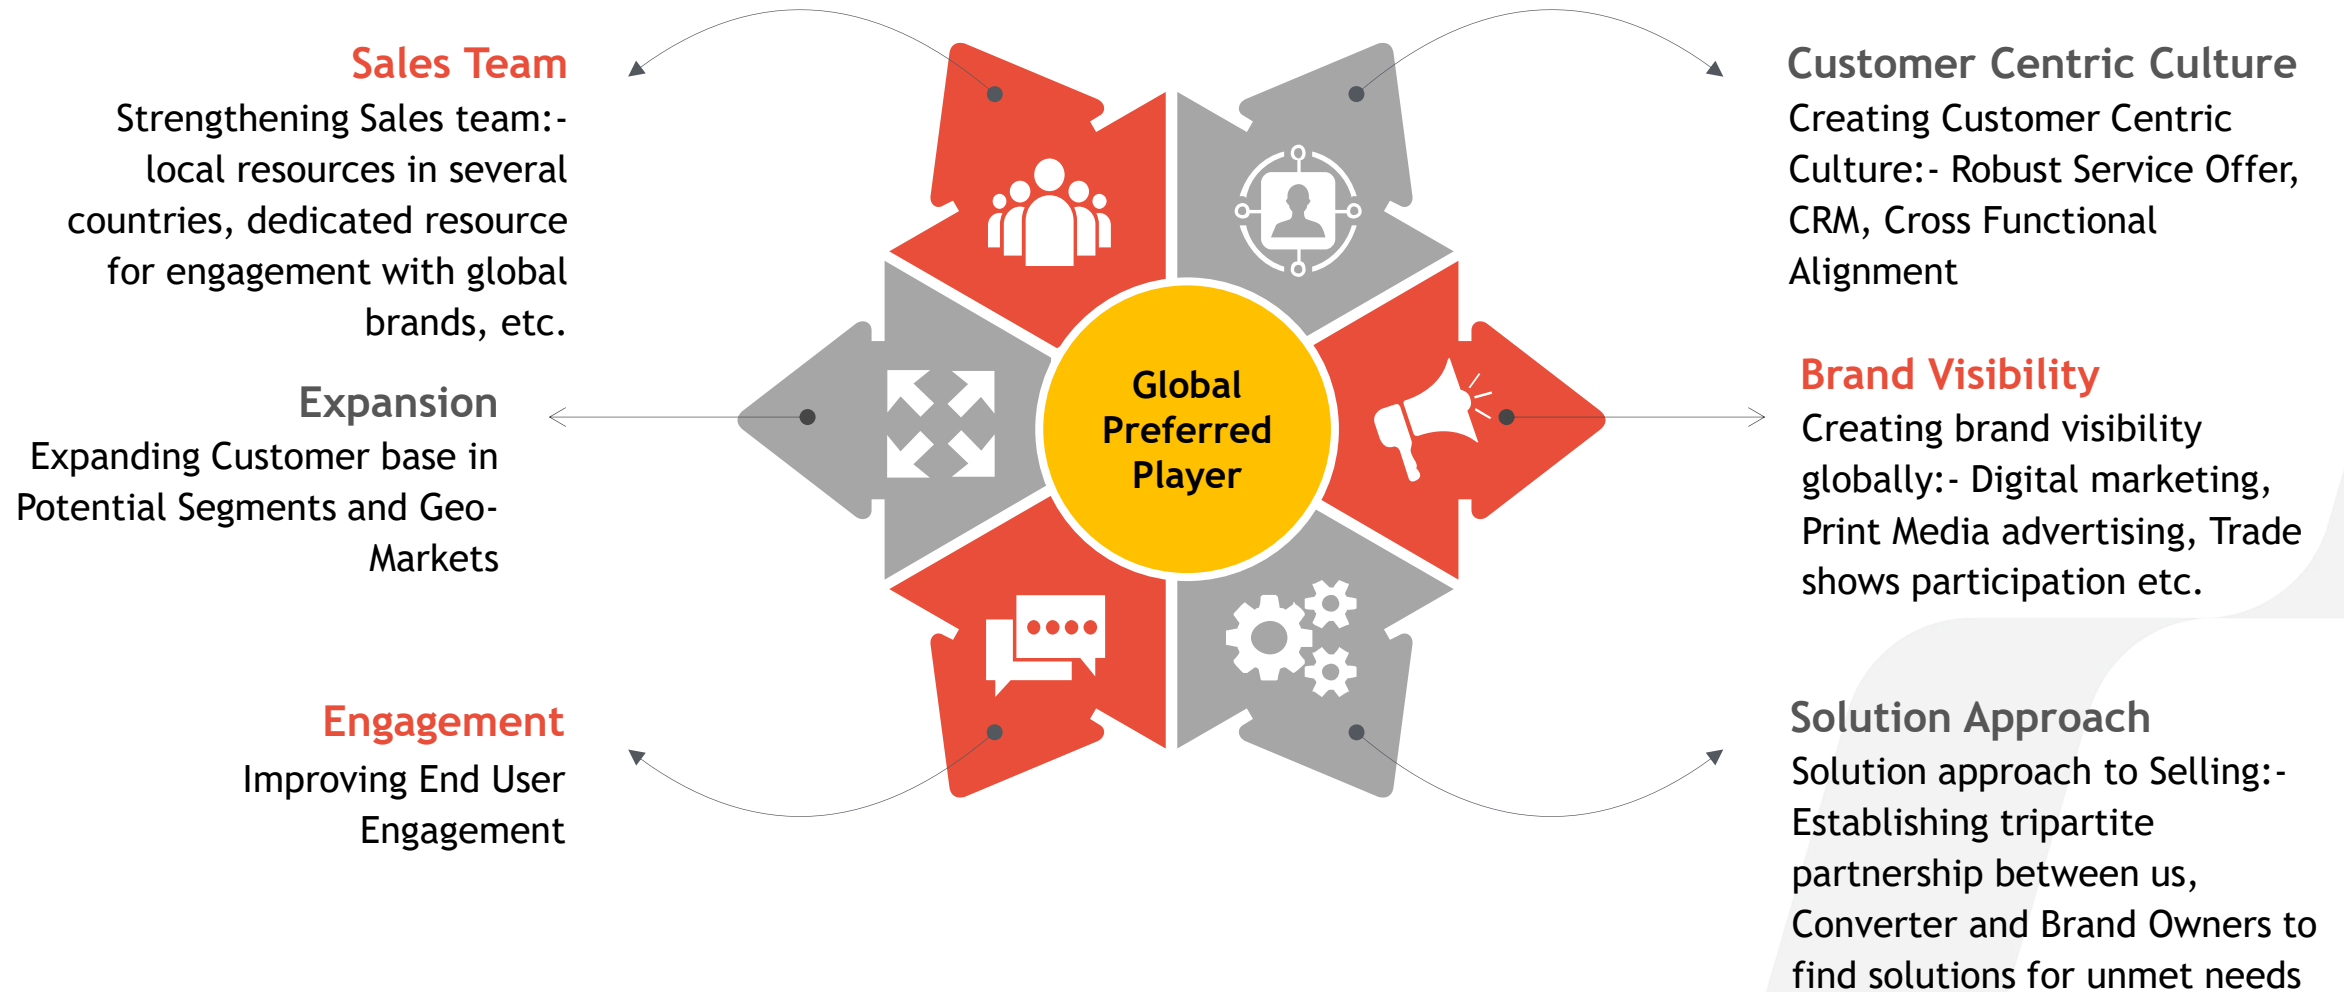 Sales Team
Strengthening Sales team:-
local resources in several
countries, dedicated resource
for engagement with global
brands, etc.
Expansion
Expanding Customer base in
Potential Segments and Geo-
Markets
Engagement
Improving End User
Engagement
Global
Preferred
Player
Customer Centric Culture
Creating Customer Centric
Culture:- Robust Service Offer,
CRM, Cross Functional
Alignment
Brand Visibility
Creating brand visibility
globally:- Digital marketing,
Print Media advertising, Trade
shows participation etc.
Solution Approach
Solution approach to Selling:-
Establishing tripartite
partnership between us,
Converter and Brand Owners to
find solutions for unmet needs